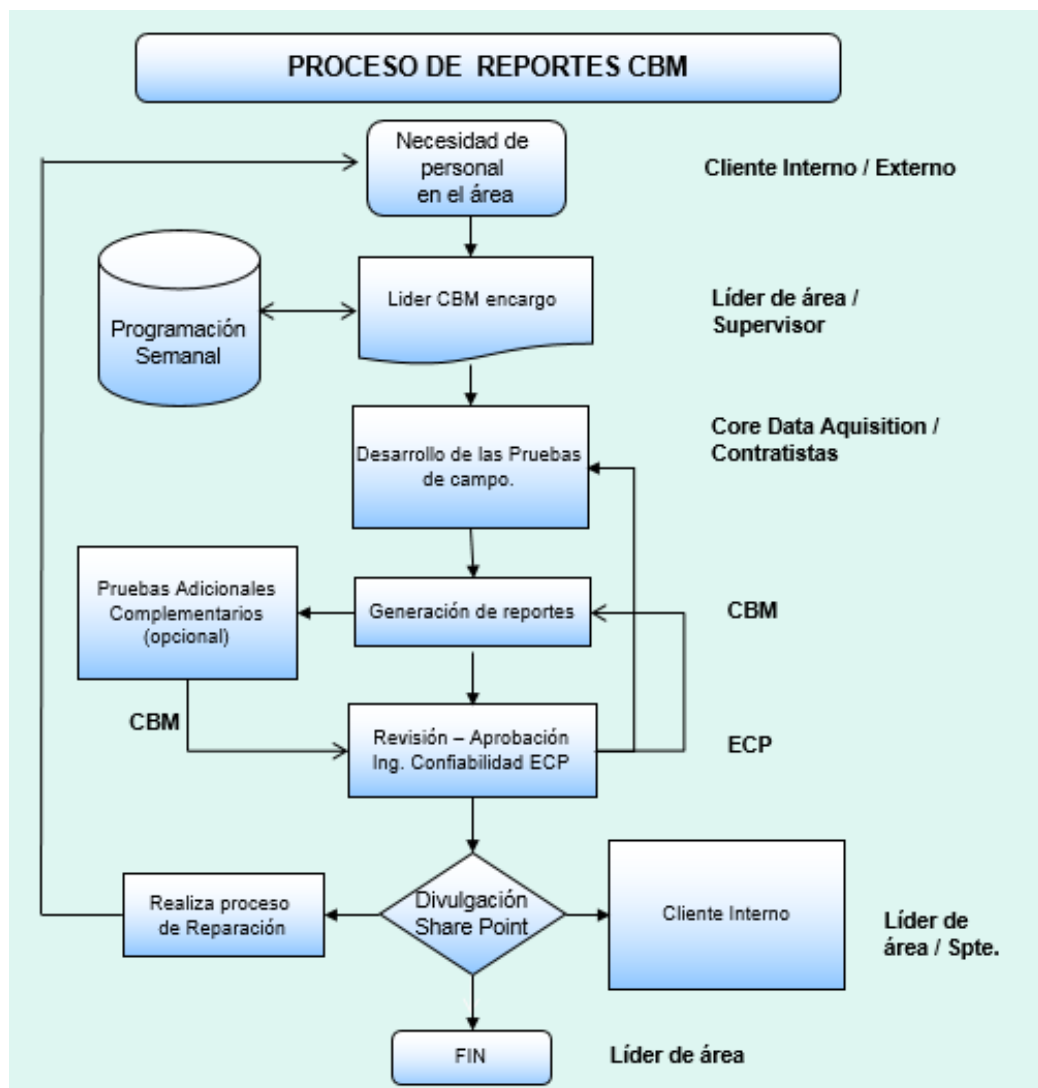 PROCESO DE REPORTES CBM
Necesidad de
personal
en el área
Cliente Interno / Externo
Programación
Semanal
Lider CBM encargo
Líder de área /
Supervisor
Desarrollo de las Pruebas
de campo.
Core Data Aquisition /
Contratistas
Pruebas Adicionales
Complementarios
(opcional)
Generación de reportes
CBM
CBM
Revisión – Aprobación
Ing. Confiabilidad ECP
ECP
Realiza proceso
de Reparación
Divulgación
Share Point
Cliente Interno
Líder de
área / Spte.
FIN
Líder de área